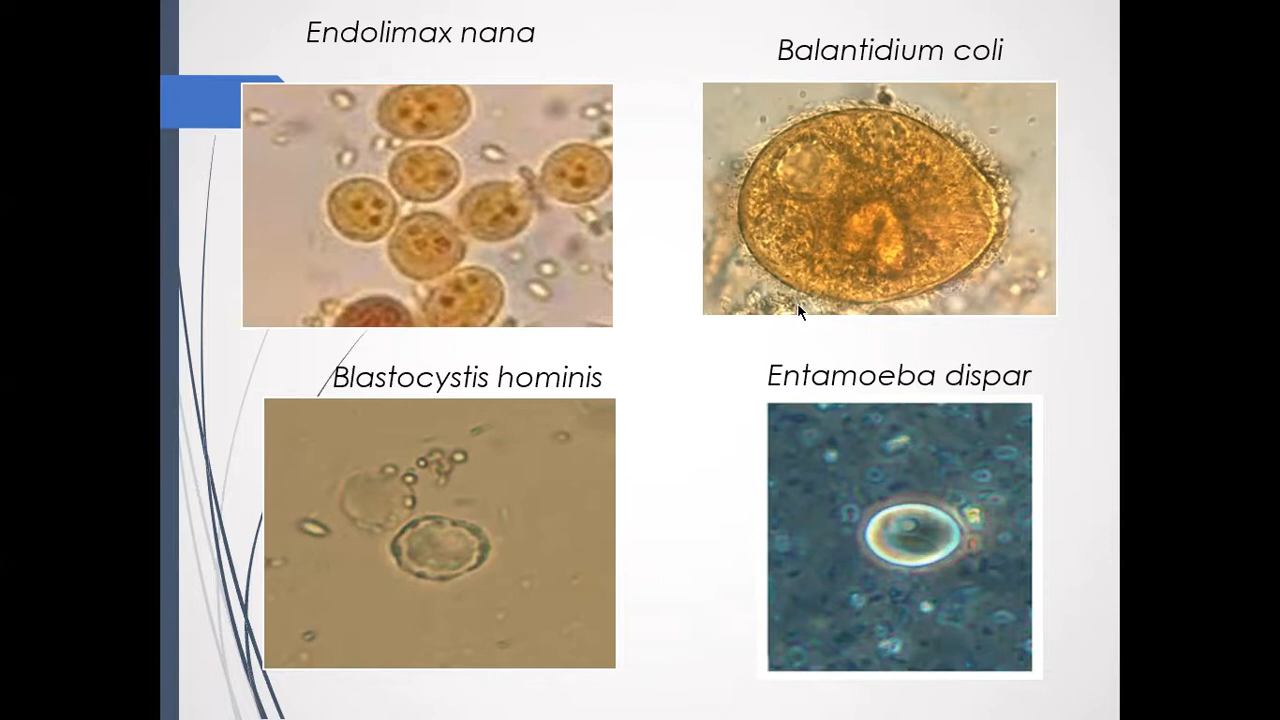 Endolimax nana
Balantidium coli
Blastocystis hominis
Entamoeba dispar